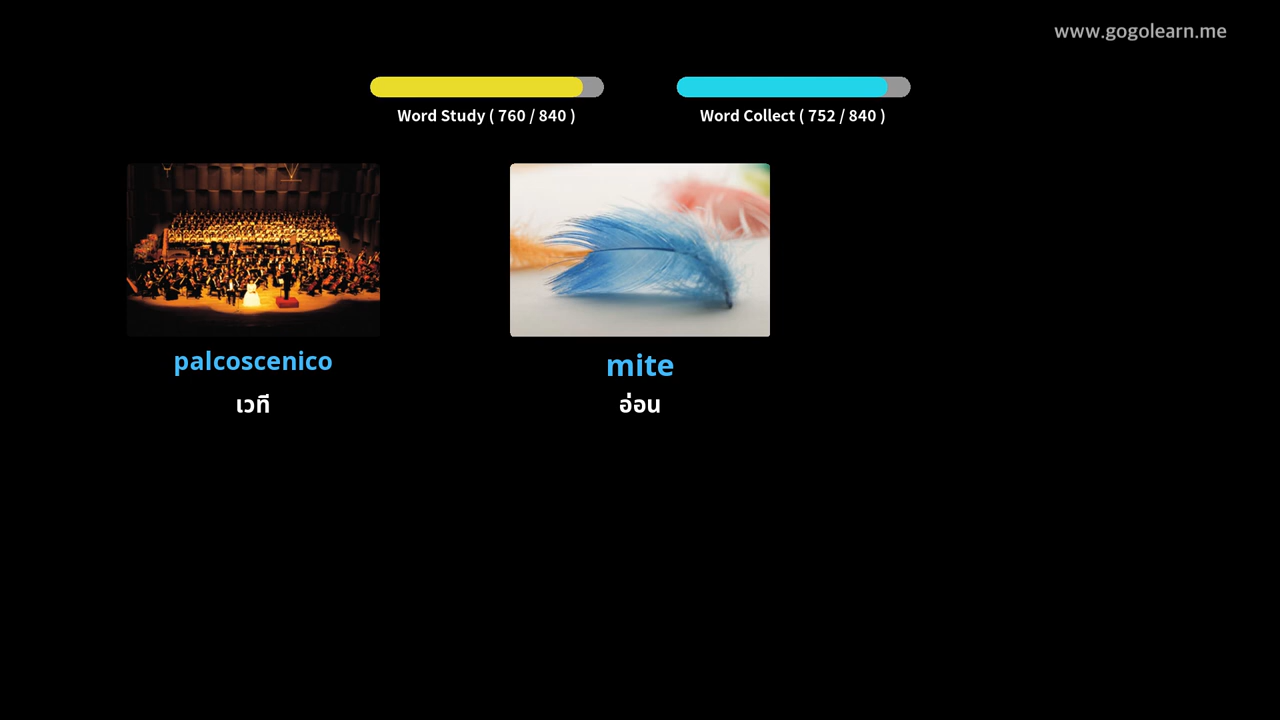 www.gogolearn.me
Word Study ( 760 / 840 )
Word Collect ( 752 / 840 )
palcoscenico
เวที
mite
อ่อน